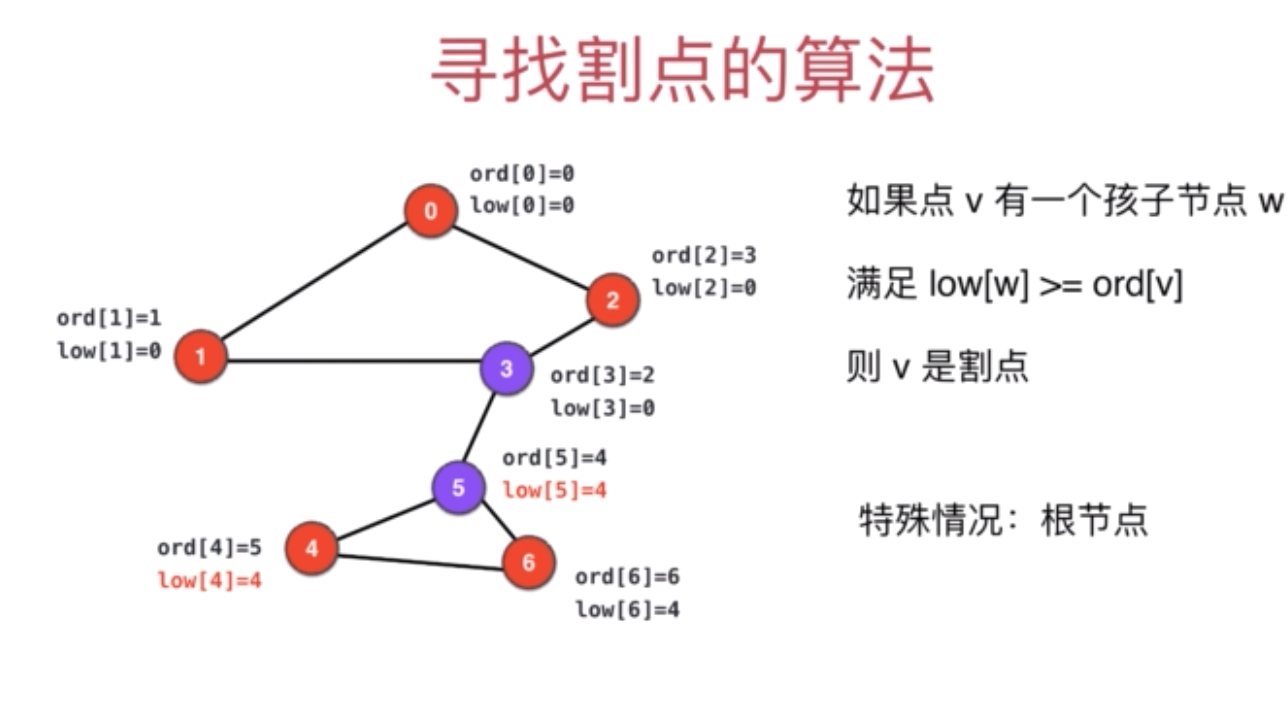 寻找割点的算法
ord[0]=0
low[0]=0
0
如果点 v 有一个孩子节点 w
ord[2]=3
low[2]=0
2
满足 low[w] >= ord[v]
ord[1]=1
low[1]=0
1
3
ord[3]=2
low[3]=0
则 v 是割点
ord[5]=4
low[5]=4
5
特殊情况：根节点
ord[4]=5
low[4]=4
4
6
ord[6]=6
low[6]=4